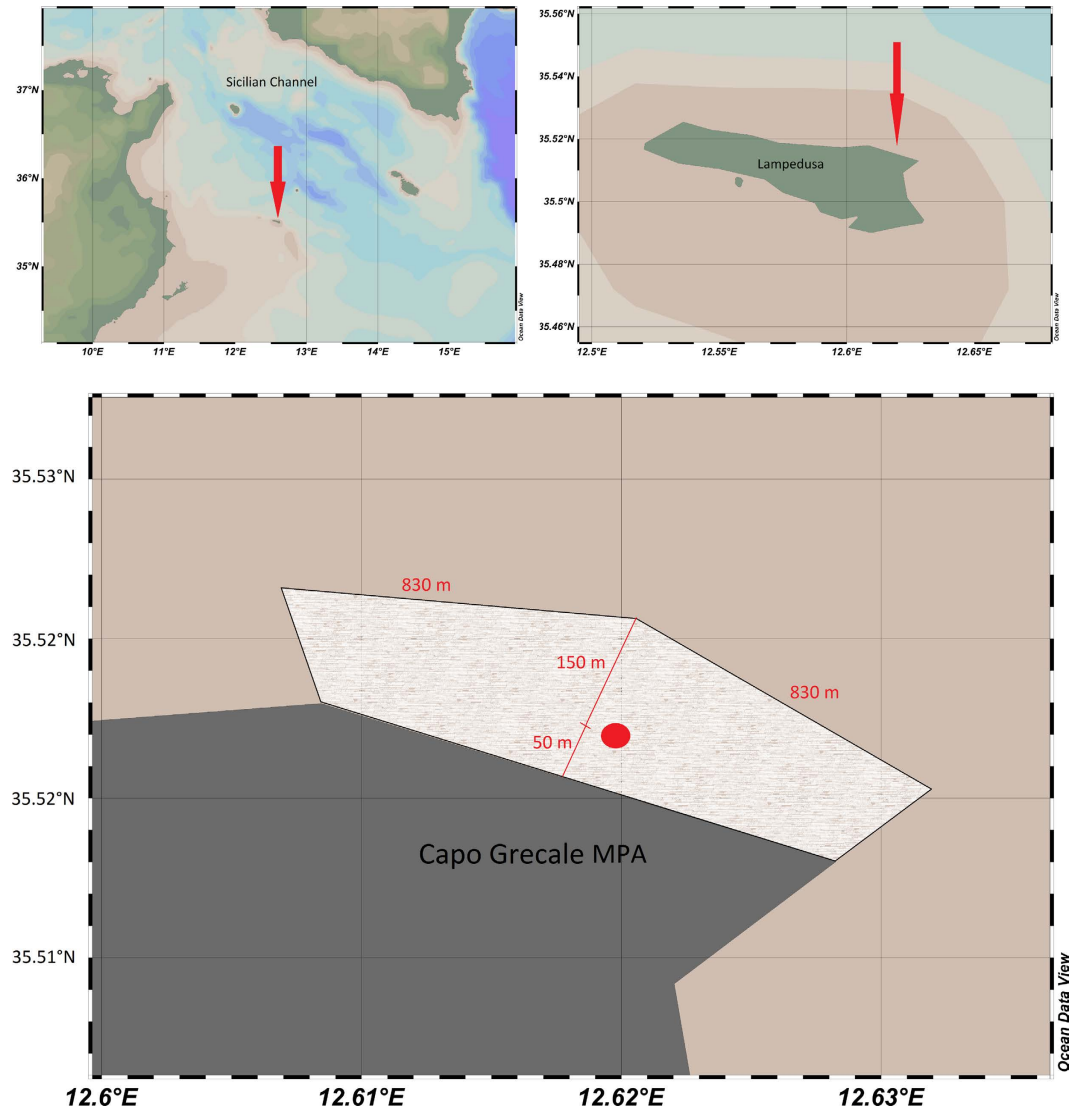 37°N
36°N
35°N
Sicilian Channel
10°E 11°E 12°E 13°E 14°E 15°E
Ocean Data View
35.56°N
35.54°N
35.52°N
35.5°N
35.48°N
35.46°N
Lampedusa
12.5°E 12.55°E 12.6°E 12.65°E
Ocean Data View
35.53°N
35.52°N
35.52°N
35.51°N
830 m
150 m
830 m
50 m
Capo Grecale MPA
12.6°E 12.61°E 12.62°E 12.63°E
Ocean Data View